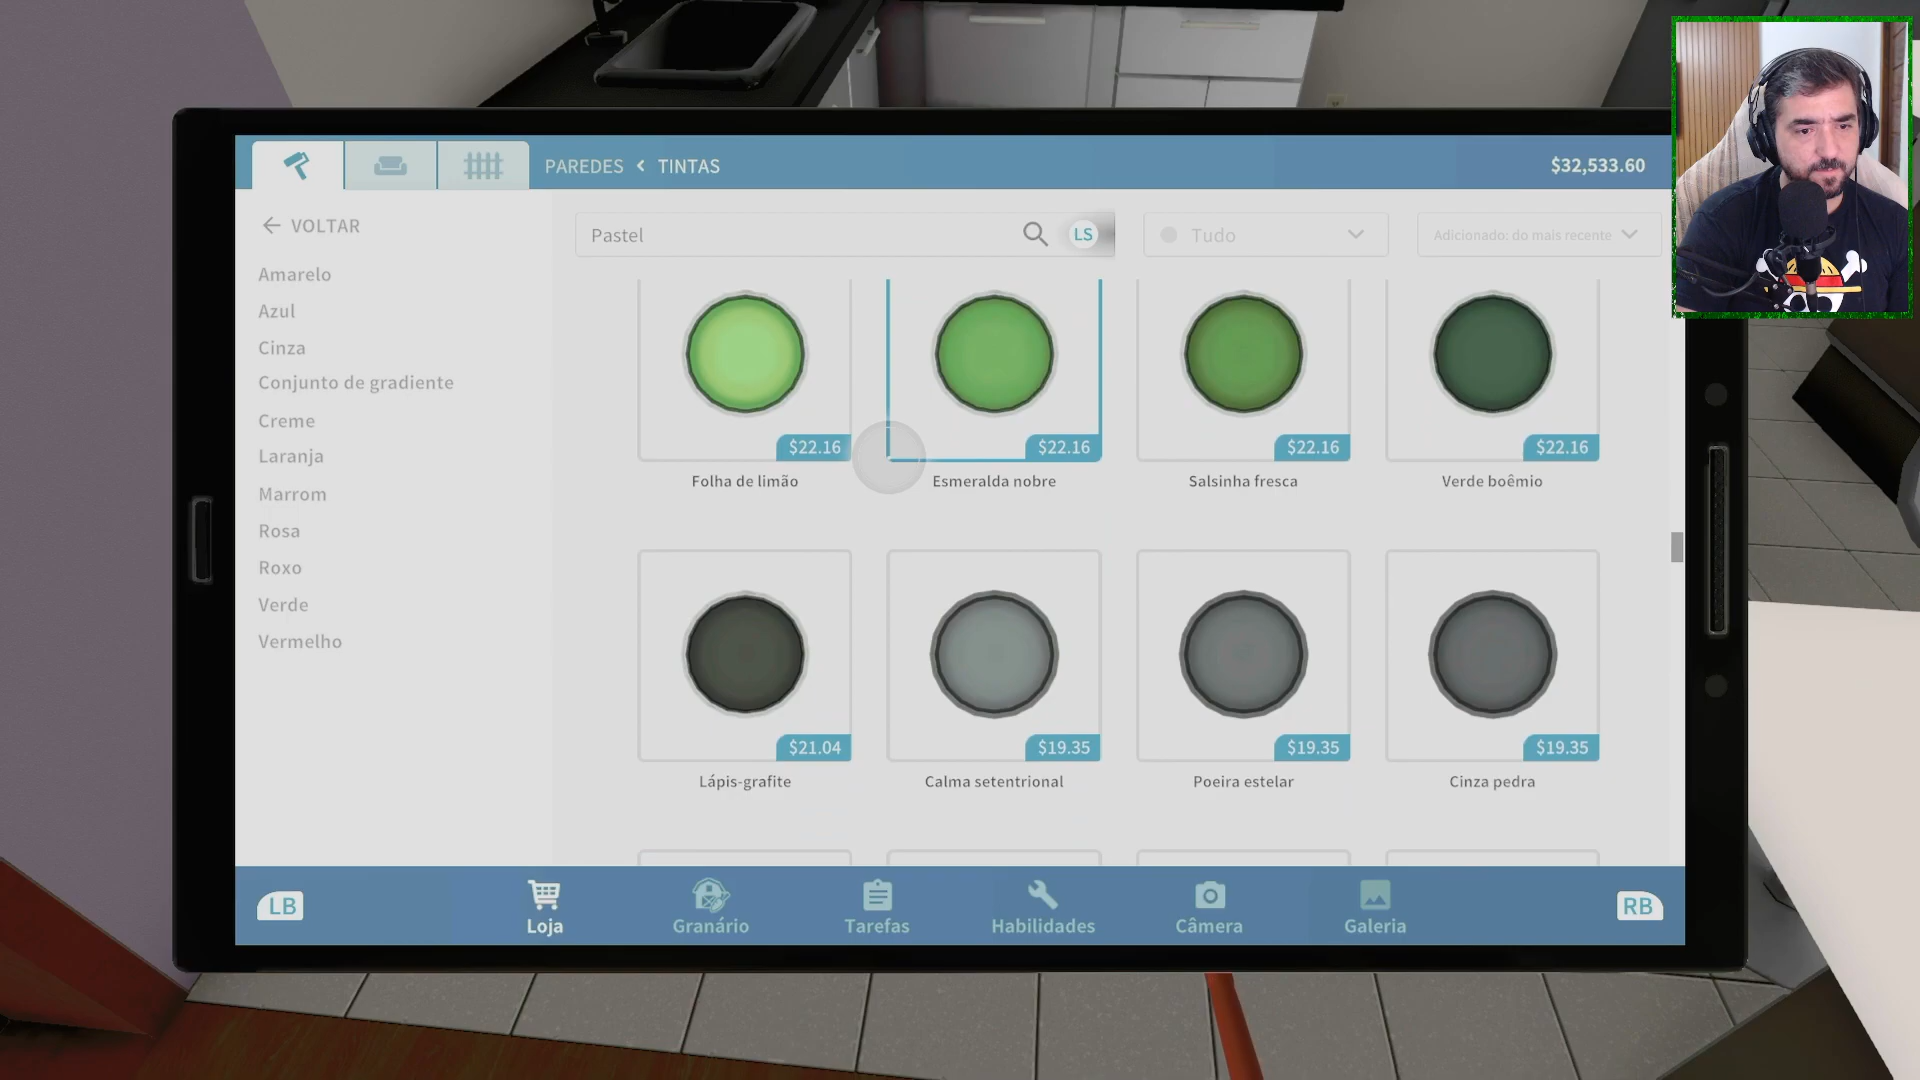 PAREDES < TINTAS
$32,533.60
VOLTAR
Pastel
LS
Tudo
Adicionado: do mais recente
Amarelo
Azul
Cinza
Conjunto de gradiente
Creme
Laranja
Marrom
Rosa
Roxo
Verde
Vermelho
$22.16
$22.16
$22.16
$22.16
Folha de limão
Esmeralda nobre
Salsinha fresca
Verde boêmio
$21.04
$19.35
$19.35
$19.35
Lápis-grafite
Calma setentrional
Poeira estelar
Cinza pedra
LB
Loja
Granário
Tarefas
Habilidades
Câmera
Galeria
RB